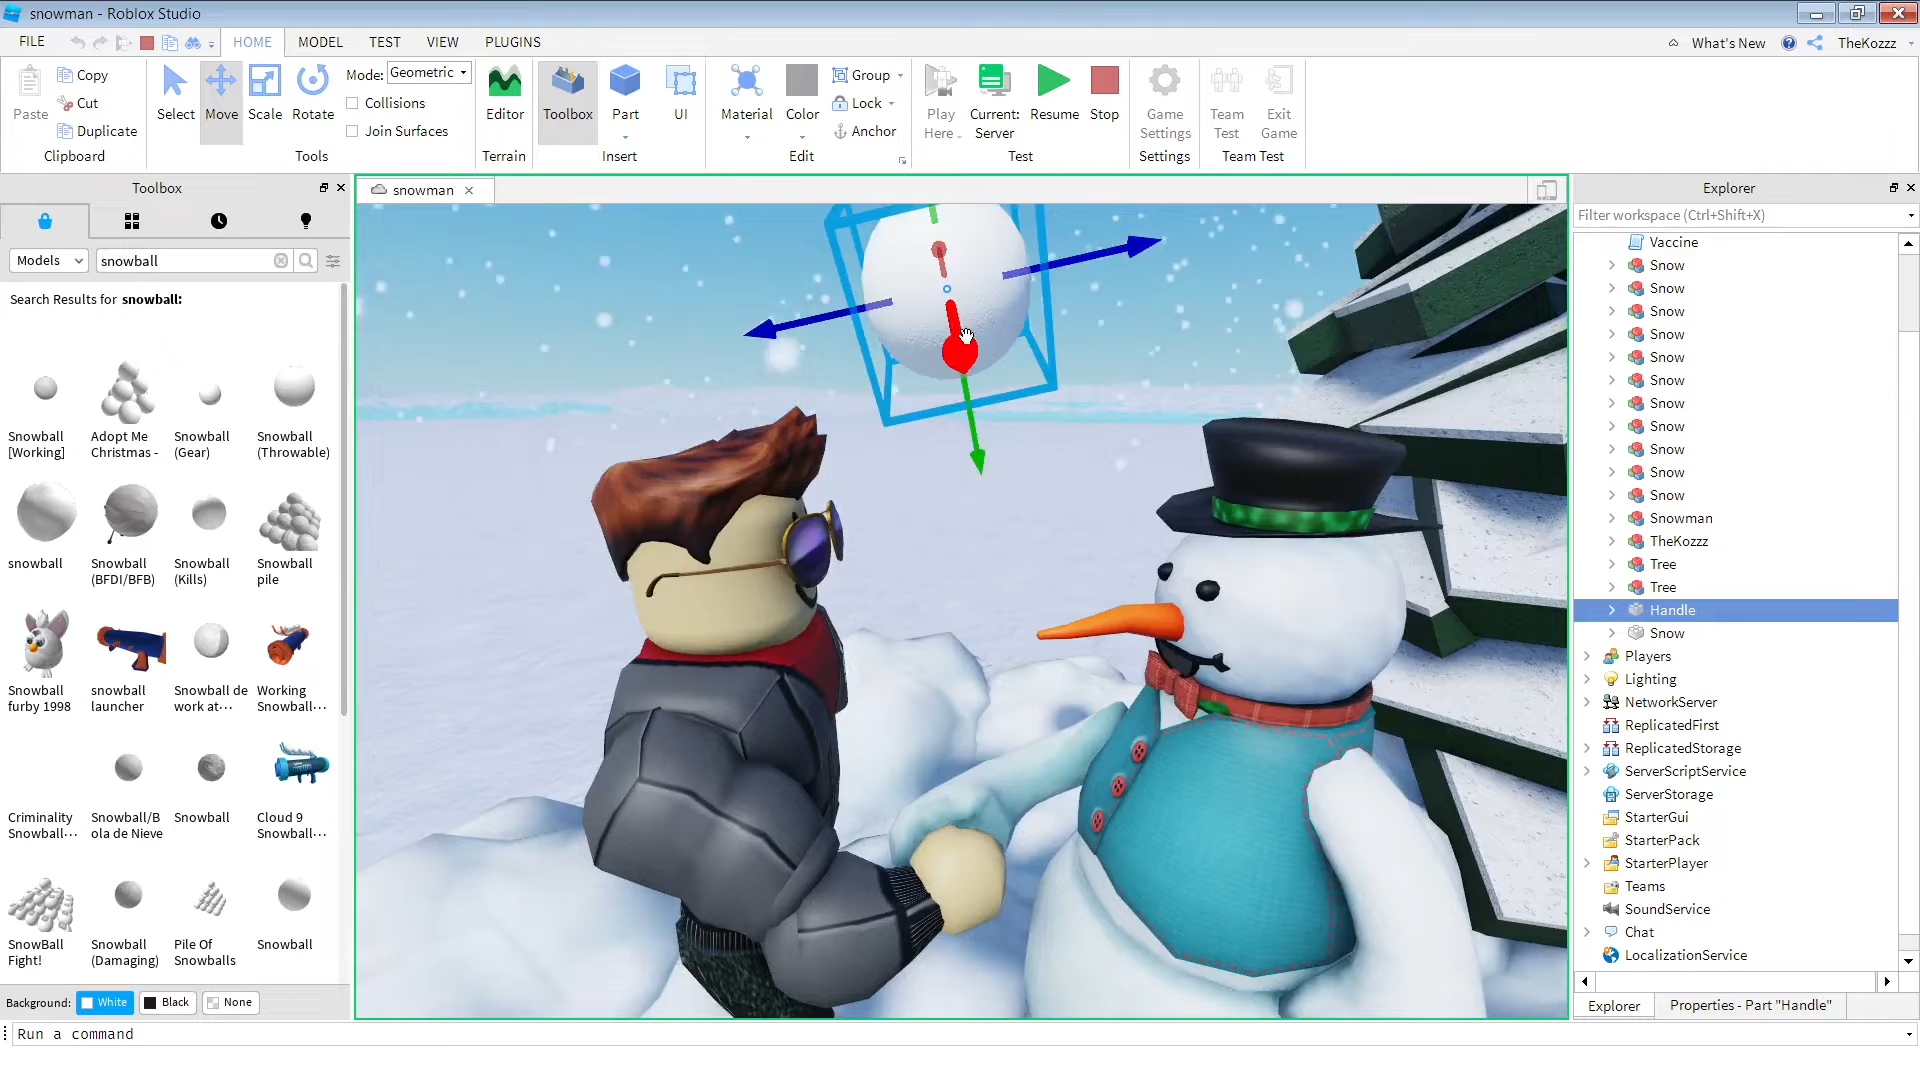 snowman - Roblox Studio
FILE
HOME
MODEL
TEST
VIEW
PLUGINS
What's New
TheKozzz
Paste
Copy
Cut
Duplicate
Clipboard
Select
Move
Scale
Rotate
Mode:
Geometric
Collisions
Join Surfaces
Tools
Editor
Terrain
Toolbox
Part
UI
Insert
Material
Color
Group
Lock
Anchor
Edit
Play
Here
Current:
Server
Resume
Stop
Test
Game
Settings
Settings
Team
Test
Exit
Game
Team Test
Toolbox
Models
snowball
Search Results for snowball:
Snowball
[Working]
Adopt Me
Christmas -
Snowball
(Gear)
Snowball
(Throwable)
snowball
Snowball
(BFDI/BFB)
Snowball
(Kills)
Snowball
pile
Snowball
furby 1998
snowball
launcher
Snowball de
work at···
Working
Snowball···
Criminality
Snowball···
Snowball/B
ola de Nieve
Snowball
Cloud 9
Snowball···
SnowBall
Fight!
Snowball
(Damaging)
Pile Of
Snowballs
Snowball
Background:
White
Black
None
Run a command
snowman
Explorer
Filter workspace (Ctrl+Shift+X)
Vaccine
Snow
Snow
Snow
Snow
Snow
Snow
Snow
Snow
Snow
Snow
Snow
Snowman
TheKozzz
Tree
Tree
Handle
Snow
Players
Lighting
NetworkServer
ReplicatedFirst
ReplicatedStorage
ServerScriptService
ServerStorage
StarterGui
StarterPack
StarterPlayer
Teams
SoundService
Chat
LocalizationService
Explorer
Properties - Part "Handle"